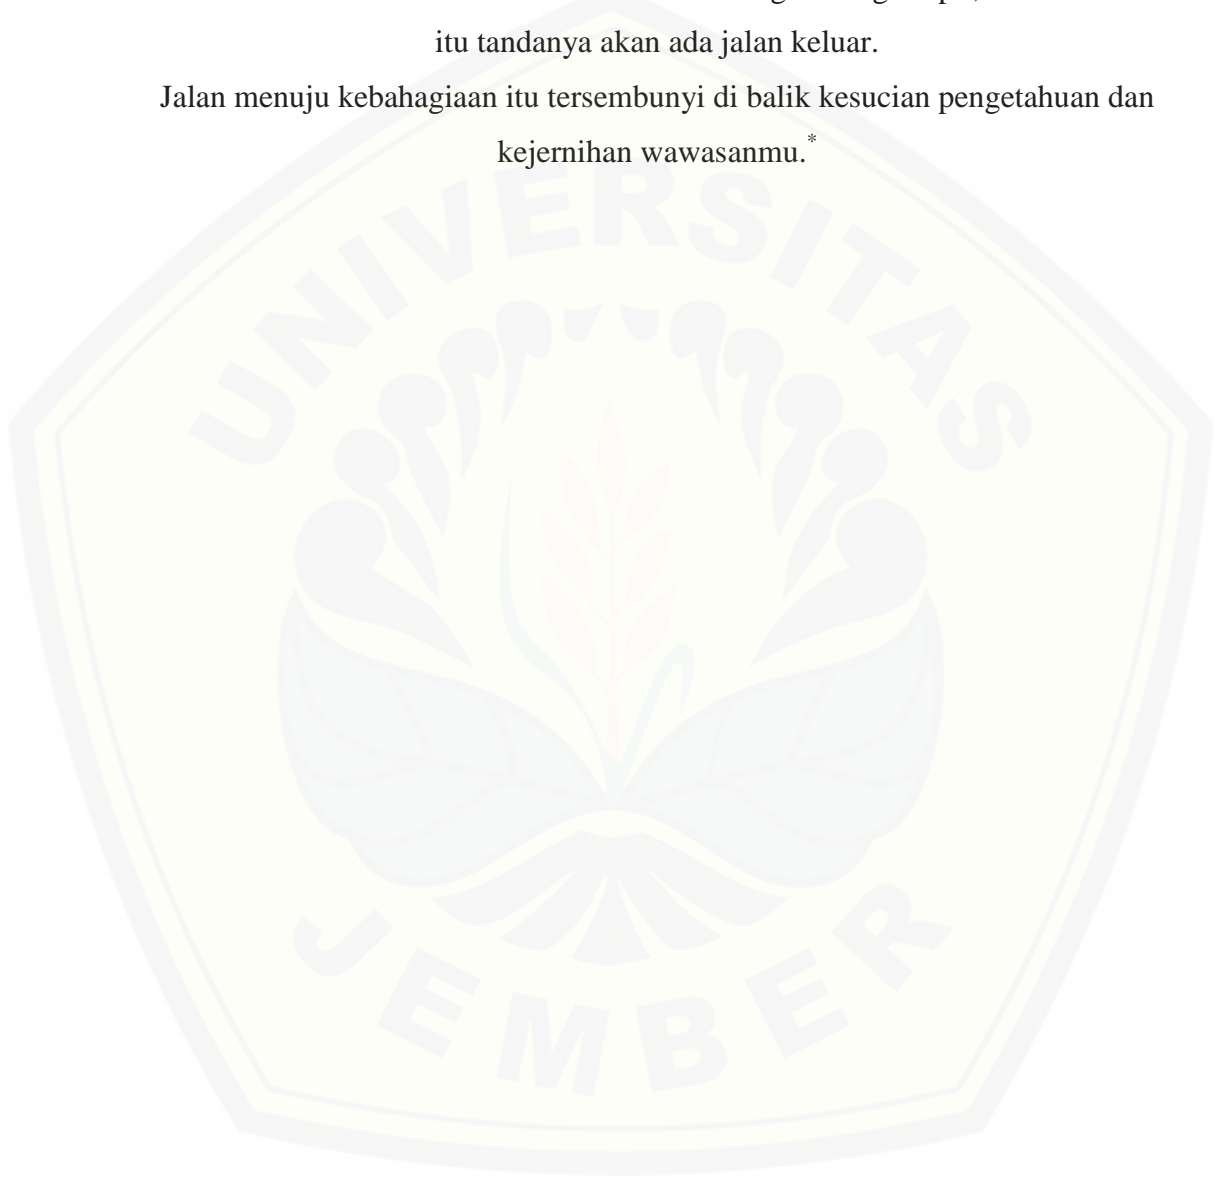 itu tandanya akan ada jalan keluar.
Jalan menuju kebahagiaan itu tersembunyi di balik kesucian pengetahuan dan
kejernihan wawasanmu.*
UNIVERSITAS
JEMBER